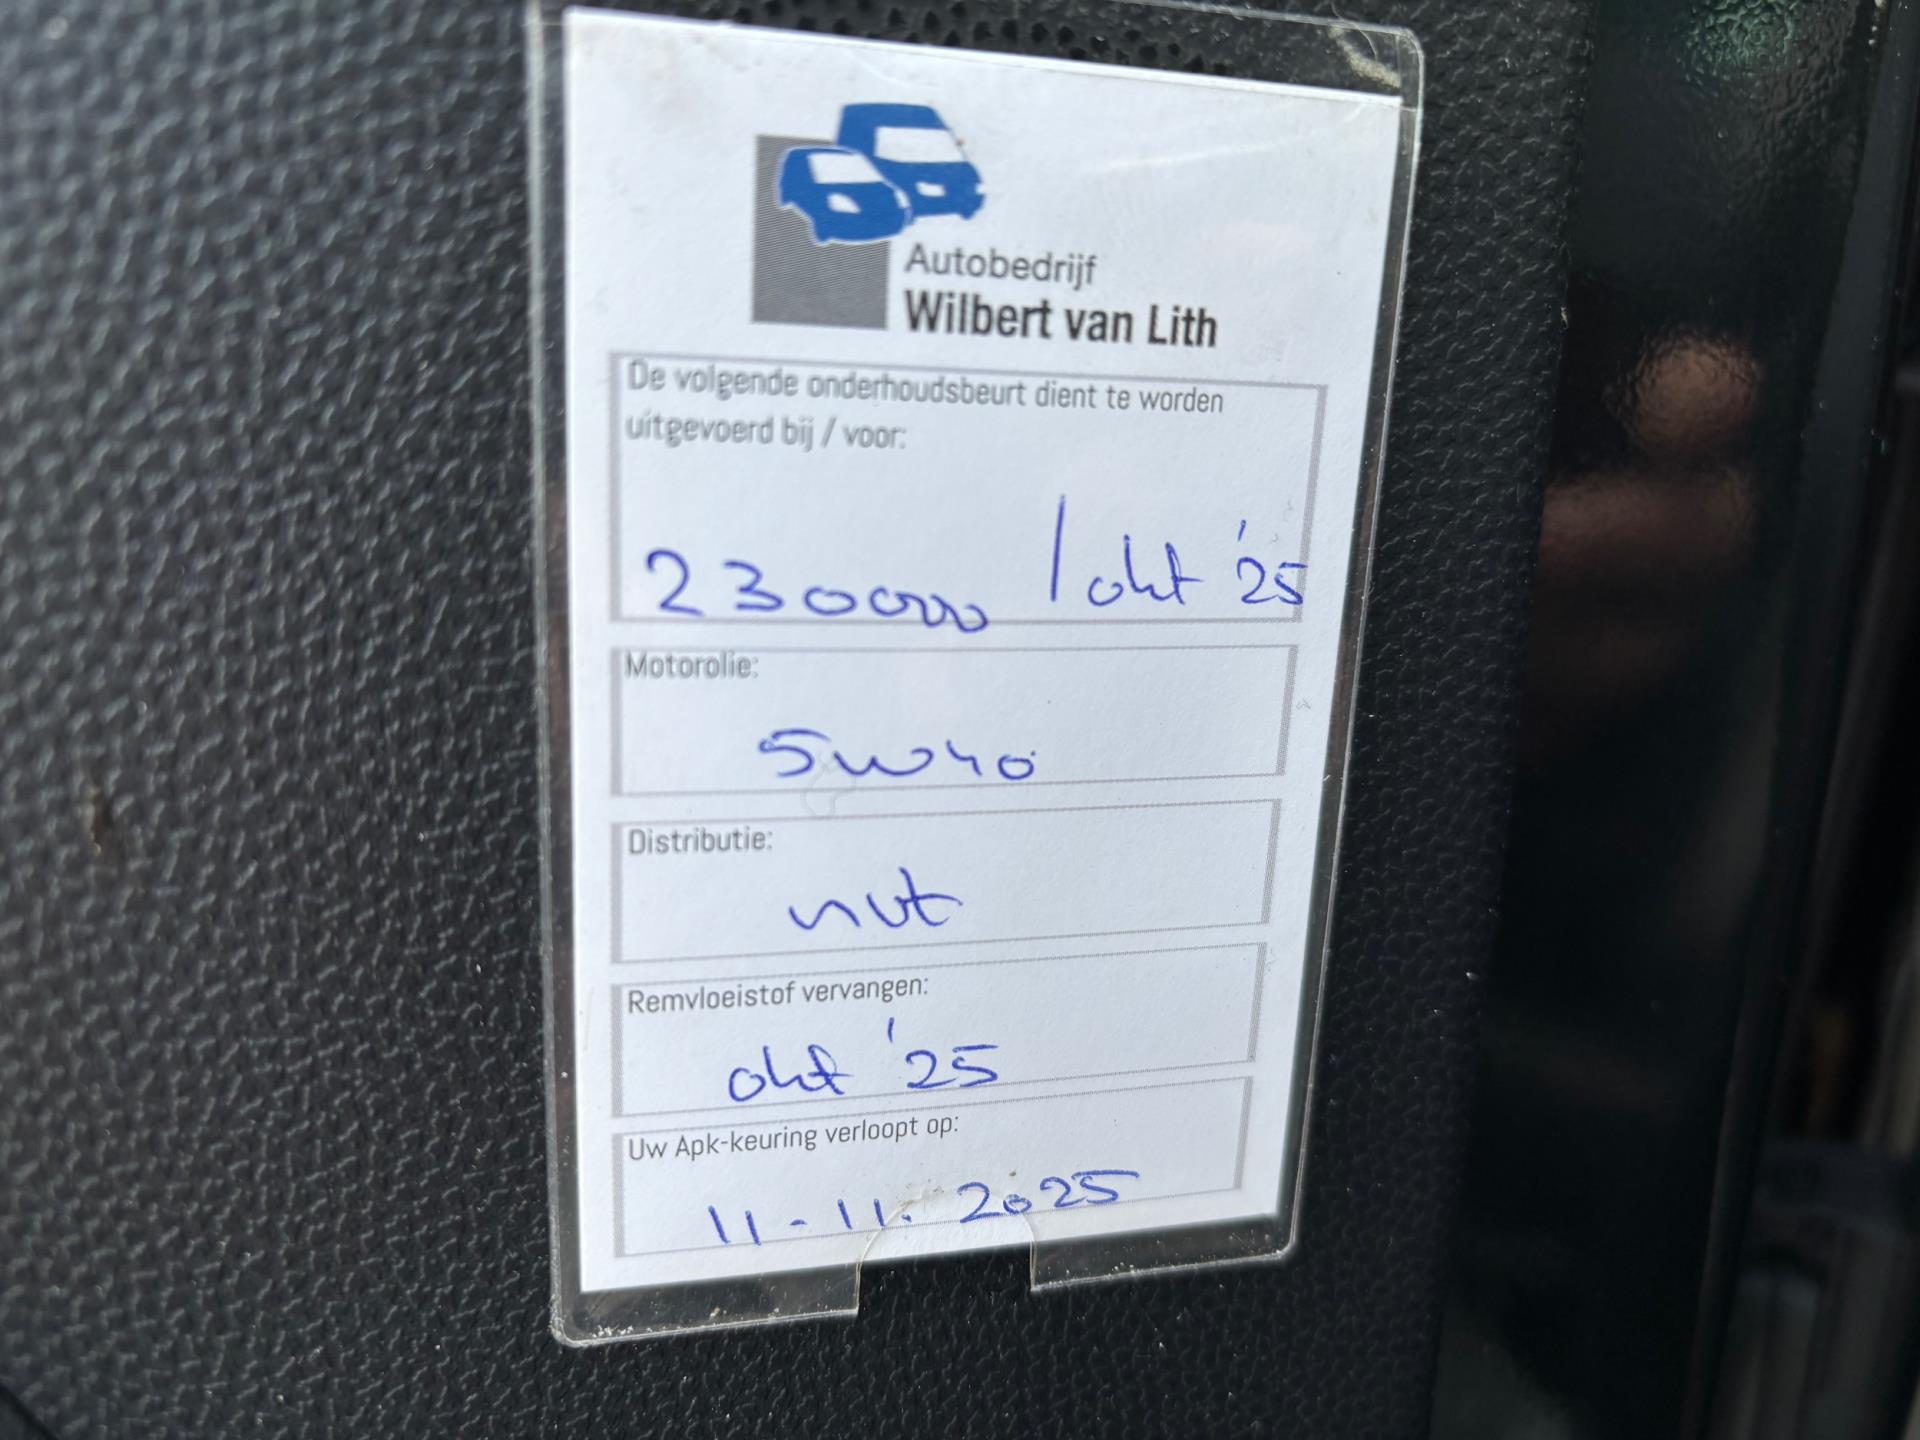 Autobedrijf
Wilbert van Lith
De volgende onderhoudsbeurt dient te worden
uitgevoerd bij / voor:
230000 / okt '25
Motorolie:
5w40
Distributie:
nvt
Remvloeistof vervangen:
okt '25
Uw Apk-keuring verloopt op:
11-11.2025